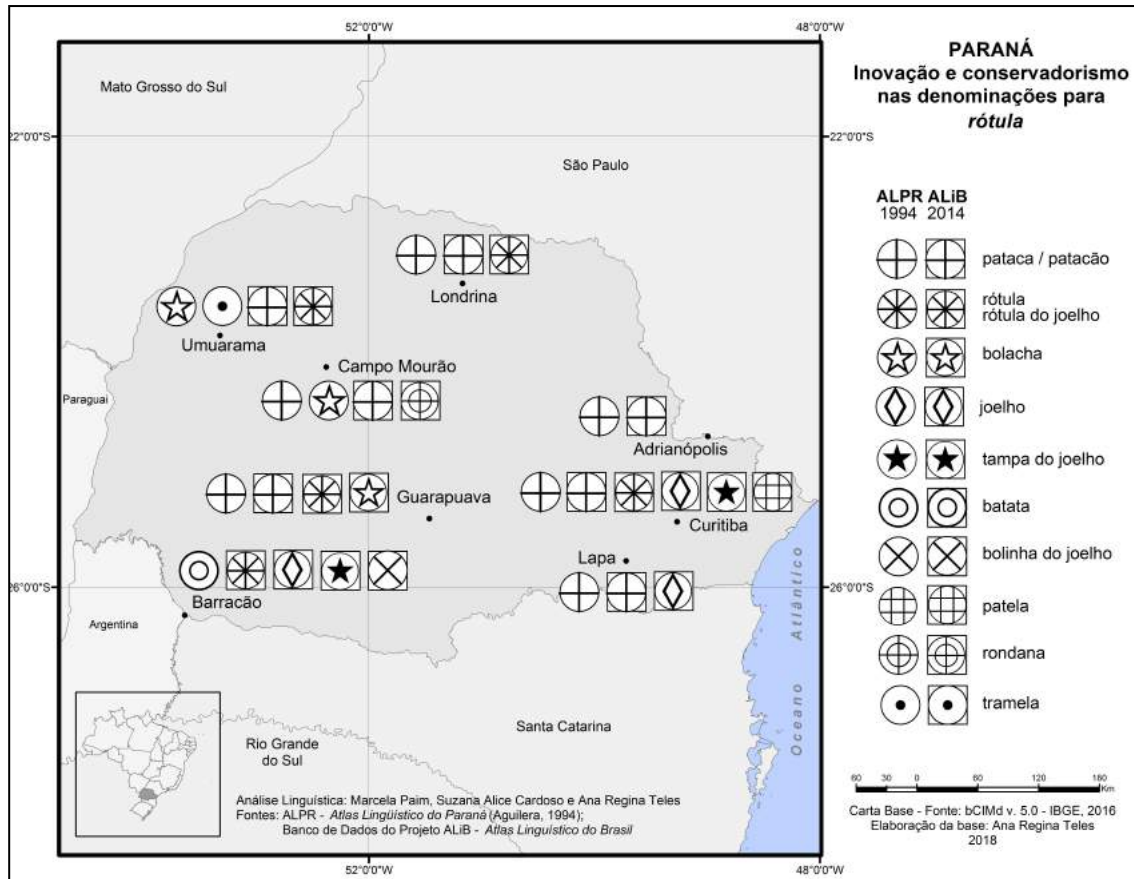 52°0'0"W
48°0'0"W
PARANÁ
Inovação e conservadorismo
nas denominações para
rótula
Mato Grosso do Sul
22°0'0"S
22°0'0"S
São Paulo
ALPR ALiB
1994 2014
pataca / patacão
rótula
rótula do joelho
bolacha
joelho
tampa do joelho
batata
bolinha do joelho
patela
rondana
tramela
Londrina
Umuarama
Campo Mourão
Paraguai
Adrianópolis
Guarapuava
Curitiba
Lapa
26°0'0"S
26°0'0"S
Barracão
Argentina
Oceano Atlântico
Santa Catarina
Rio Grande
do Sul
Análise Linguística: Marcela Paim, Suzana Alice Cardoso e Ana Regina Teles
Fontes: ALPR - Atlas Lingüístico do Paraná (Aguilera, 1994);
Banco de Dados do Projeto ALiB - Atlas Linguístico do Brasil
52°0'0"W
48°0'0"W
60 30 0 60 120 160
Km
Carta Base - Fonte: bCIMd v. 5.0 - IBGE, 2016
Elaboração da base: Ana Regina Teles
2018